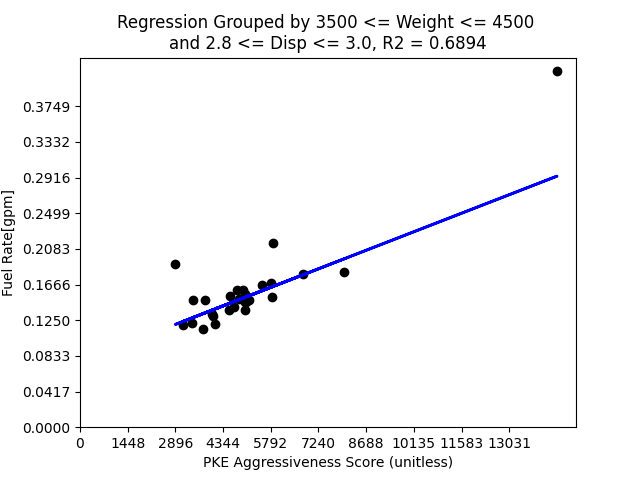 Regression Grouped by 3500 <= Weight <= 4500
and 2.8 <= Disp <= 3.0, R2 = 0.6894
Fuel Rate[gpm]
0.3749
0.3332
0.2916
0.2499
0.2083
0.1666
0.1250
0.0833
0.0417
0.0000
0 1448 2896 4344 5792 7240 8688 10135 11583 13031
PKE Aggressiveness Score (unitless)